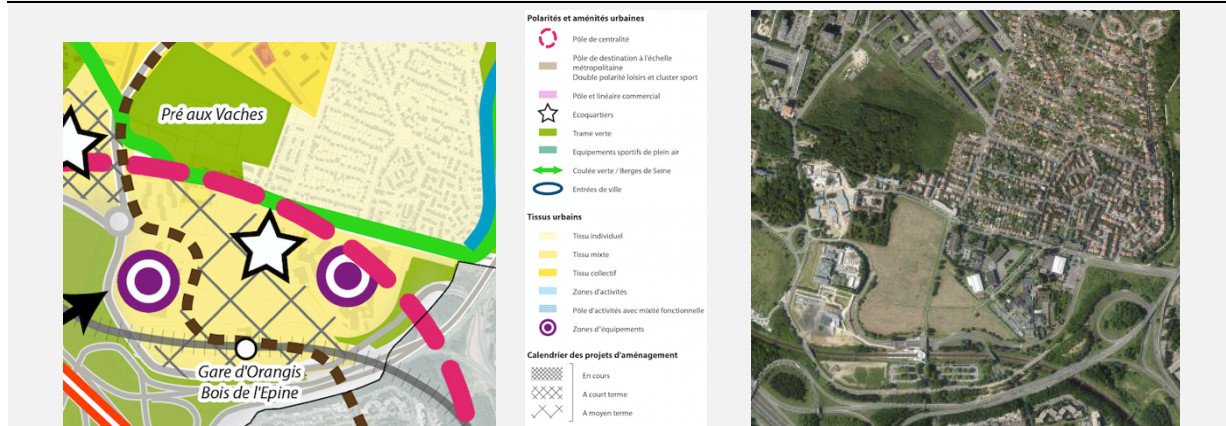 Pré aux Vaches
Gare d'Orangis
Bois de l'Epine
Polarités et aménités urbaines
Pôle de centralité
Pôle de destination à l'échelle
métropolitaine
Double polarité loisirs et cluster sport
Pôle et linéaire commercial
Ecoquartiers
Trame verte
Equipements sportifs de plein air
Coulée verte / Berges de Seine
Entrées de ville
Tissus urbains
Tissu individuel
Tissu mixte
Tissu collectif
Zones d'activités
Pôle d'activités avec mixité fonctionnelle
Zones d''équipements
Calendrier des projets d'aménagement
En cours
A court terme
A moyen terme